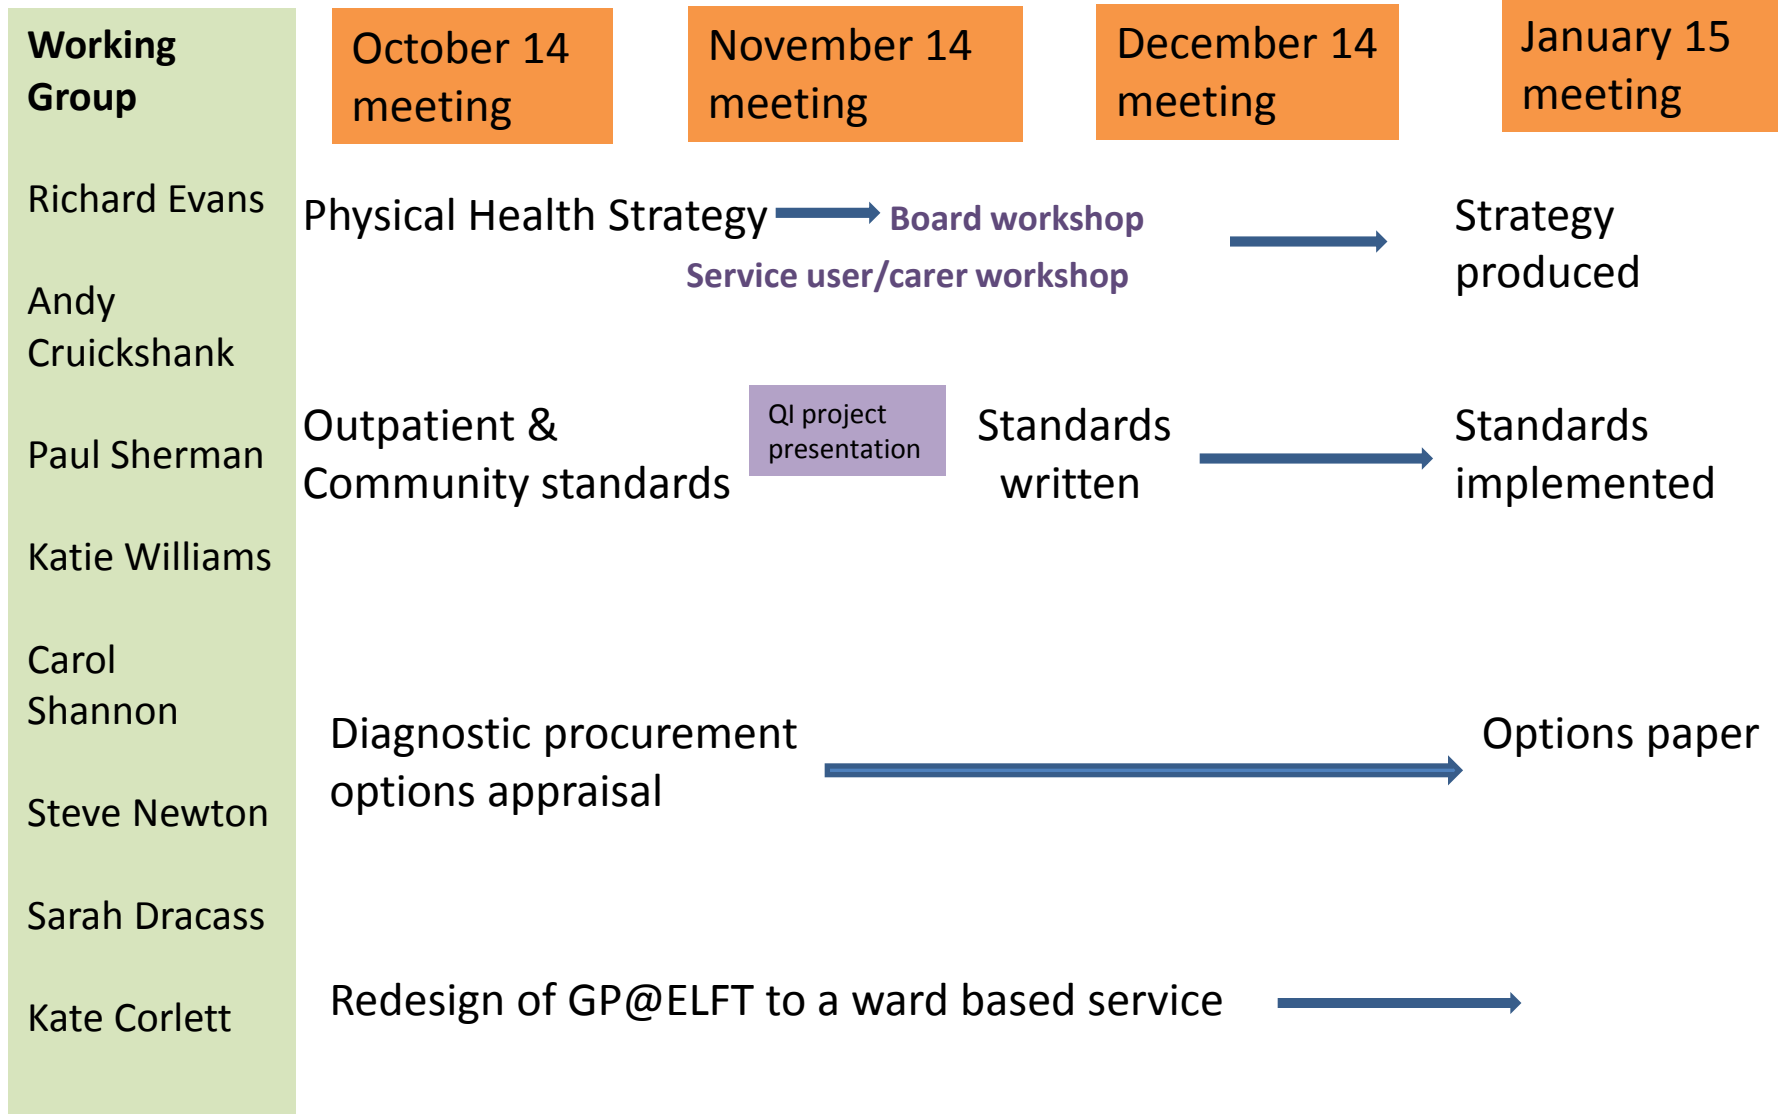 Working
Group
Richard Evans
Andy
Cruickshank
Paul Sherman
Katie Williams
Carol
Shannon
Steve Newton
Sarah Dracass
Kate Corlett
October 14
meeting
November 14
meeting
December 14
meeting
January 15
meeting
Physical Health Strategy
Board workshop
Service user/carer workshop
Strategy
produced
Outpatient &
Community standards
QI project
presentation
Standards
written
Standards
implemented
Diagnostic procurement
options appraisal
Options paper
Redesign of GP@ELFT to a ward based service